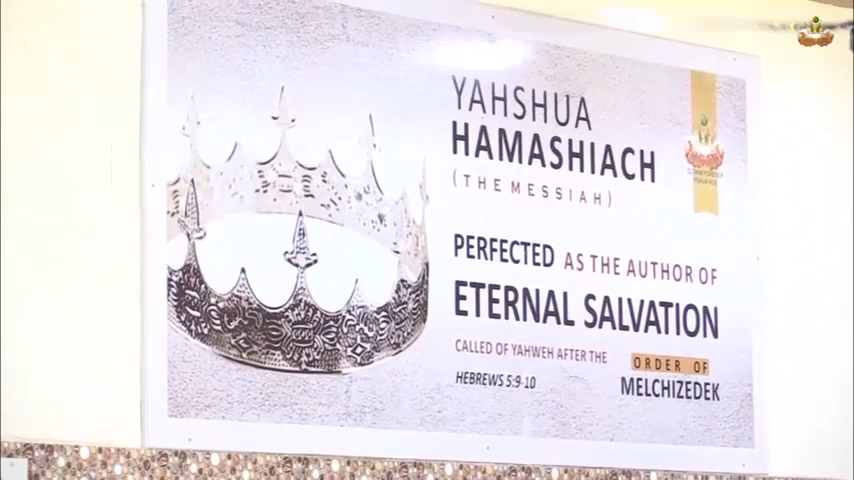 YAHSHUA
HAMASHIACH
(THE MESSIAH)
PERFECTED AS THE AUTHOR OF
ETERNAL SALVATION
CALLED OF YAHWEH AFTER THE ORDER OF
MELCHIZEDEK
HEBREWS 5:9-10